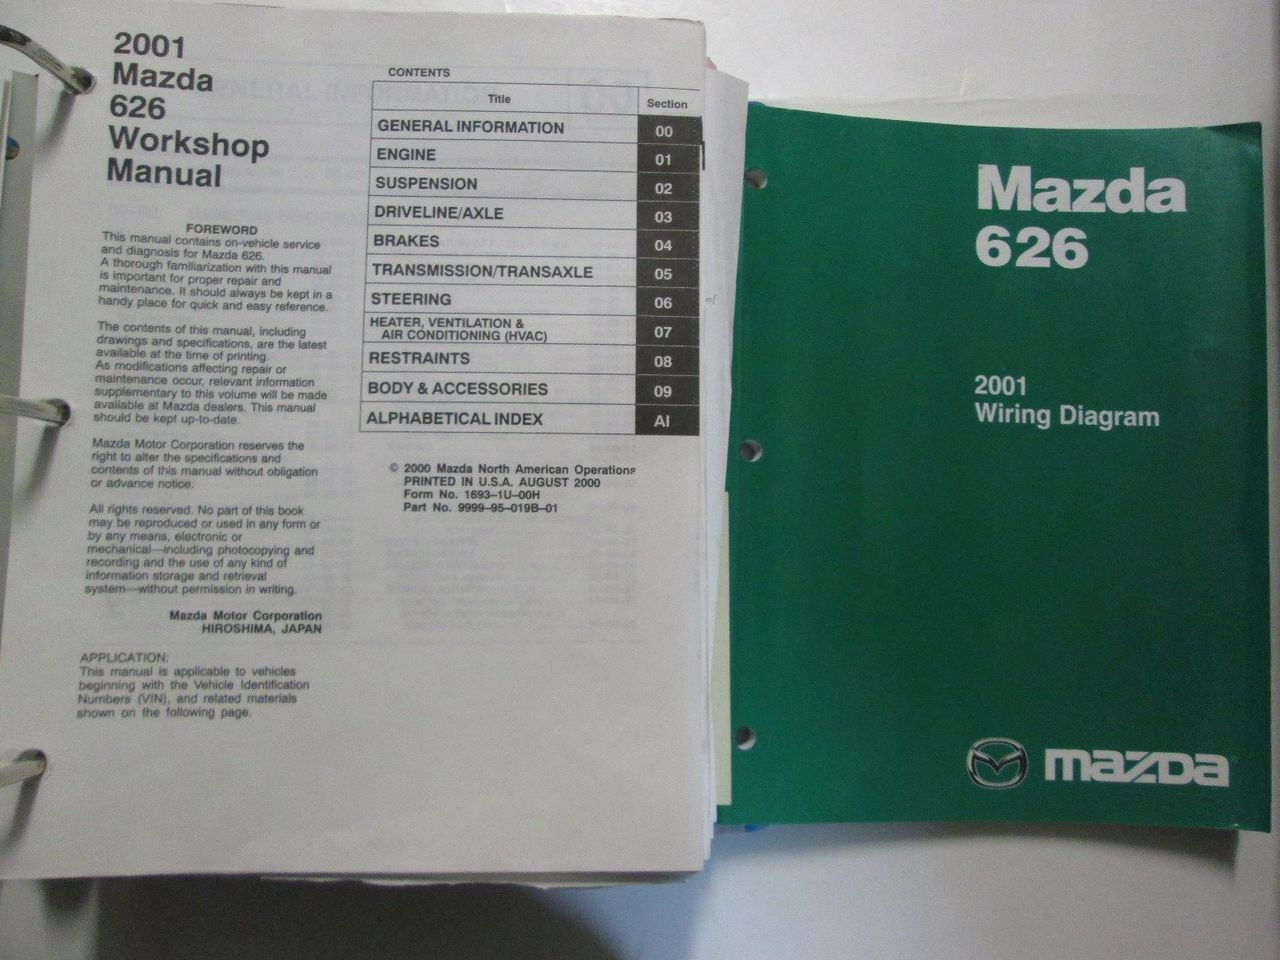 2001
Mazda
626
Workshop
Manual
FOREWORD
This manual contains on-vehicle service
and diagnosis for Mazda 626.
A thorough familiarization with this manual
is important for proper repair and
maintenance. It should always be kept in a
handy place for quick and easy reference.
The contents of this manual, including
drawings and specifications, are the latest
available at the time of printing.
As modifications affecting repair or
maintenance occur, relevant information
supplementary to this volume will be made
available at Mazda dealers. This manual
should be kept up-to-date.
Mazda Motor Corporation reserves the
right to alter the specifications and
contents of this manual without obligation
or advance notice.
All rights reserved. No part of this book
may be reproduced or used in any form or
by any means, electronic or
mechanical—including photocopying and
recording and the use of any kind of
information storage and retrieval
system—without permission in writing.
Mazda Motor Corporation
HIROSHIMA, JAPAN
APPLICATION:
This manual is applicable to vehicles
beginning with the Vehicle Identification
Numbers (VIN), and related materials
shown on the following page.
CONTENTS
Title Section
GENERAL INFORMATION 00
ENGINE 01
SUSPENSION 02
DRIVELINE/AXLE 03
BRAKES 04
TRANSMISSION/TRANSAXLE 05
STEERING 06
HEATER, VENTILATION &
AIR CONDITIONING (HVAC) 07
RESTRAINTS 08
BODY & ACCESSORIES 09
ALPHABETICAL INDEX AI
© 2000 Mazda North American Operations
PRINTED IN U.S.A. AUGUST 2000
Form No. 1693–1U–00H
Part No. 9999–95–019B–01
Mazda
626
2001
Wiring Diagram
mazda